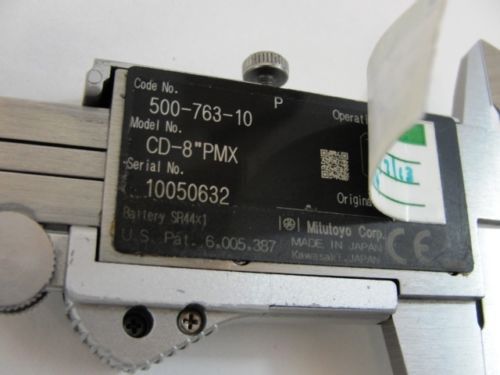 Code No.
P
500-763-10
Operati
Model No.
CD-8"PMX
Serial No.
10050632
Origin
Battery SR44x1
Mitutoyo Corp.
U.S. Pat. 6.005.387
MADE IN JAPAN
Kawasaki, JAPAN
CE